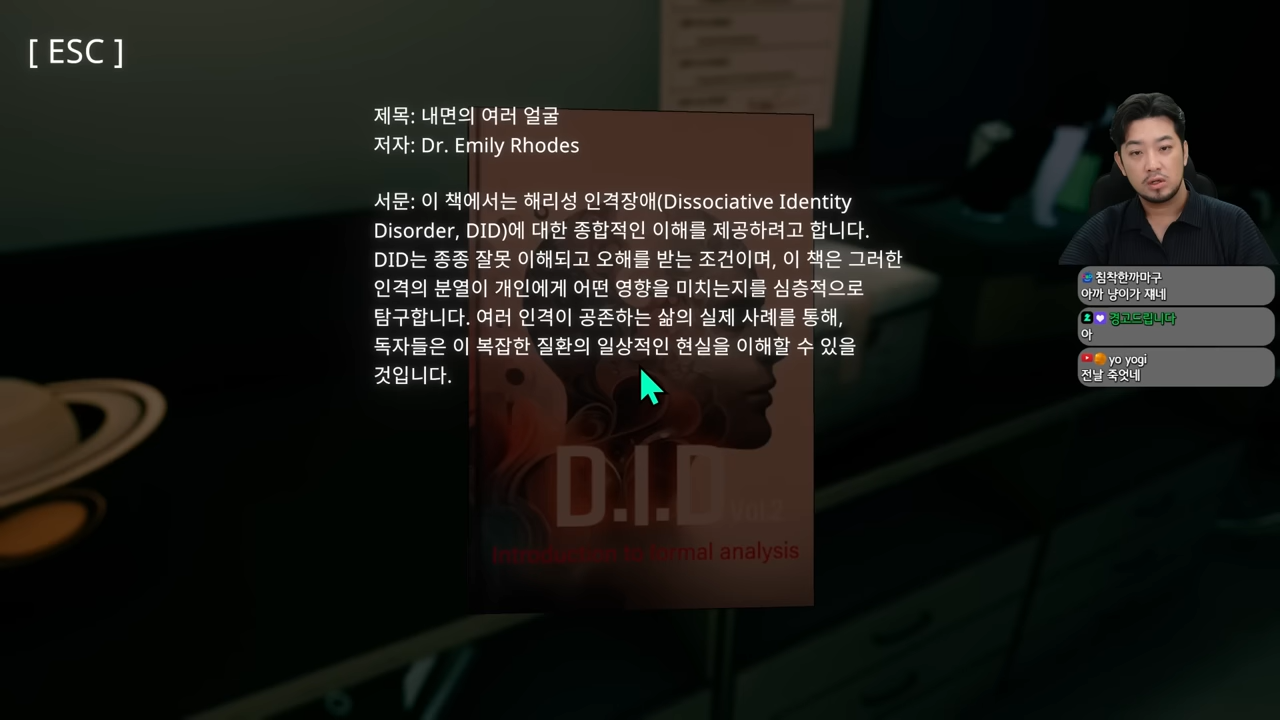 [ ESC ]
제목: 내면의 여러 얼굴
저자: Dr. Emily Rhodes
서문: 이 책에서는 해리성 인격장애(Dissociative Identity
Disorder, DID)에 대한 종합적인 이해를 제공하려고 합니다.
DID는 종종 잘못 이해되고 오해를 받는 조건이며, 이 책은 그러한
인격의 분열이 개인에게 어떤 영향을 미치는지를 심층적으로
탐구합니다. 여러 인격이 공존하는 삶의 실제 사례를 통해,
독자들은 이 복잡한 질환의 일상적인 현실을 이해할 수 있을
것입니다.
D.I.D Vol.2
Introduction to formal analysis
침착한까마구
아까 냥이가 쟤네
경고드립니다
아
yo yogi
전날 죽엇네